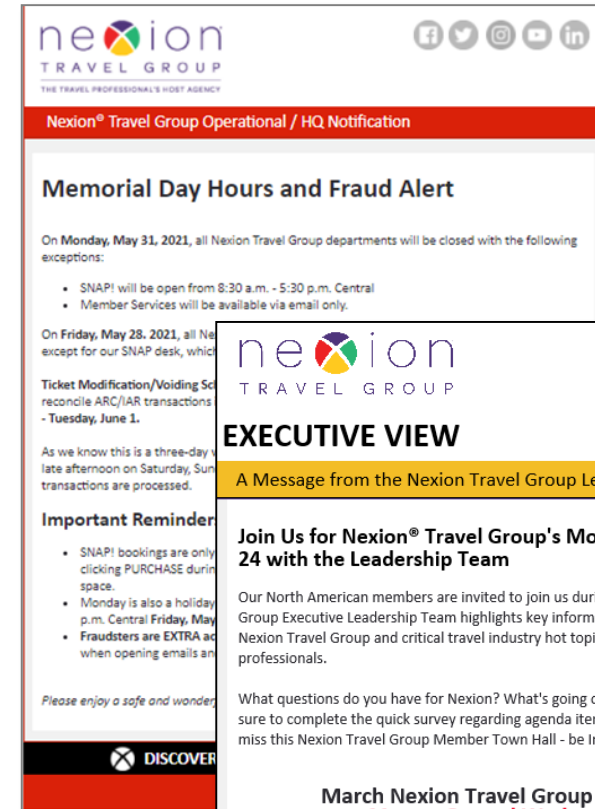 nexion
TRAVEL GROUP
THE TRAVEL PROFESSIONAL'S HOST AGENCY
Nexion® Travel Group Operational / HQ Notification
Memorial Day Hours and Fraud Alert
On Monday, May 31, 2021, all Nexion Travel Group departments will be closed with the following
exceptions:
• SNAP! will be open from 8:30 a.m. - 5:30 p.m. Central
• Member Services will be available via email only.
On Friday, May 28. 2021, all Ne
except for our SNAP desk, which
Ticket Modification/Voiding Sc
reconcile ARC/IAR transactions
- Tuesday, June 1.
As we know this is a three-day
late afternoon on Saturday, Sun
transactions are processed.
Important Reminder
• SNAP! bookings are only
clicking PURCHASE durin
space.
• Monday is also a holiday
p.m. Central Friday, May
• Fraudsters are EXTRA ac
when opening emails an
Please enjoy a safe and wonder
DISCOVER
nexion
TRAVEL GROUP
EXECUTIVE VIEW
A Message from the Nexion Travel Group Le
Join Us for Nexion® Travel Group's Mo
24 with the Leadership Team
Our North American members are invited to join us duri
Group Executive Leadership Team highlights key inform
Nexion Travel Group and critical travel industry hot topi
professionals.
What questions do you have for Nexion? What's going o
sure to complete the quick survey regarding agenda iter
miss this Nexion Travel Group Member Town Hall - be In
March Nexion Travel Group